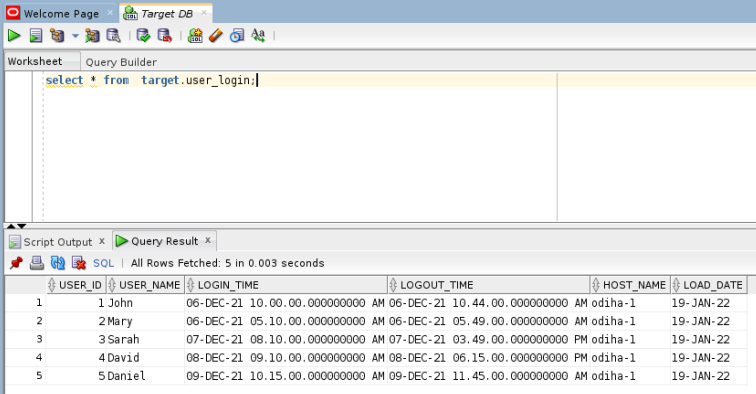 Welcome Page × Target DB ×
Worksheet Query Builder
select * from  target.user_login;
Script Output × Query Result ×
SQL | All Rows Fetched: 5 in 0.003 seconds
USER_ID USER_NAME LOGIN_TIME LOGOUT_TIME HOST_NAME LOAD_DATE
1 1 John 06-DEC-21 10.00.00.000000000 AM 06-DEC-21 10.44.00.000000000 AM odiha-1 19-JAN-22
2 2 Mary 06-DEC-21 05.10.00.000000000 AM 06-DEC-21 05.49.00.000000000 AM odiha-1 19-JAN-22
3 3 Sarah 07-DEC-21 08.10.00.000000000 AM 07-DEC-21 03.49.00.000000000 PM odiha-1 19-JAN-22
4 4 David 08-DEC-21 09.10.00.000000000 AM 08-DEC-21 06.15.00.000000000 PM odiha-1 19-JAN-22
5 5 Daniel 09-DEC-21 10.15.00.000000000 AM 09-DEC-21 11.45.00.000000000 AM odiha-1 19-JAN-22